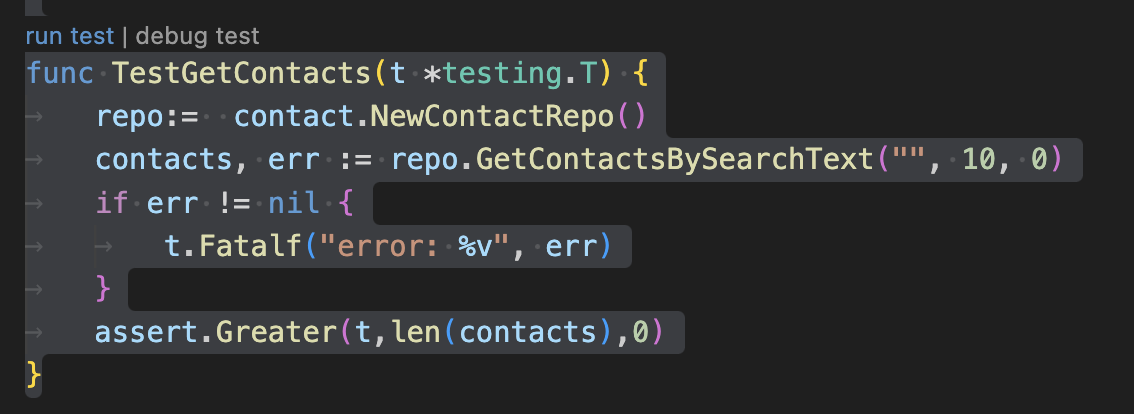 run test | debug test
func TestGetContacts(t *testing.T) {
    repo:=  contact.NewContactRepo()
    contacts, err := repo.GetContactsBySearchText("", 10, 0)
    if err != nil {
        t.Fatalf("error: %v", err)
    }
    assert.Greater(t,len(contacts),0)
}